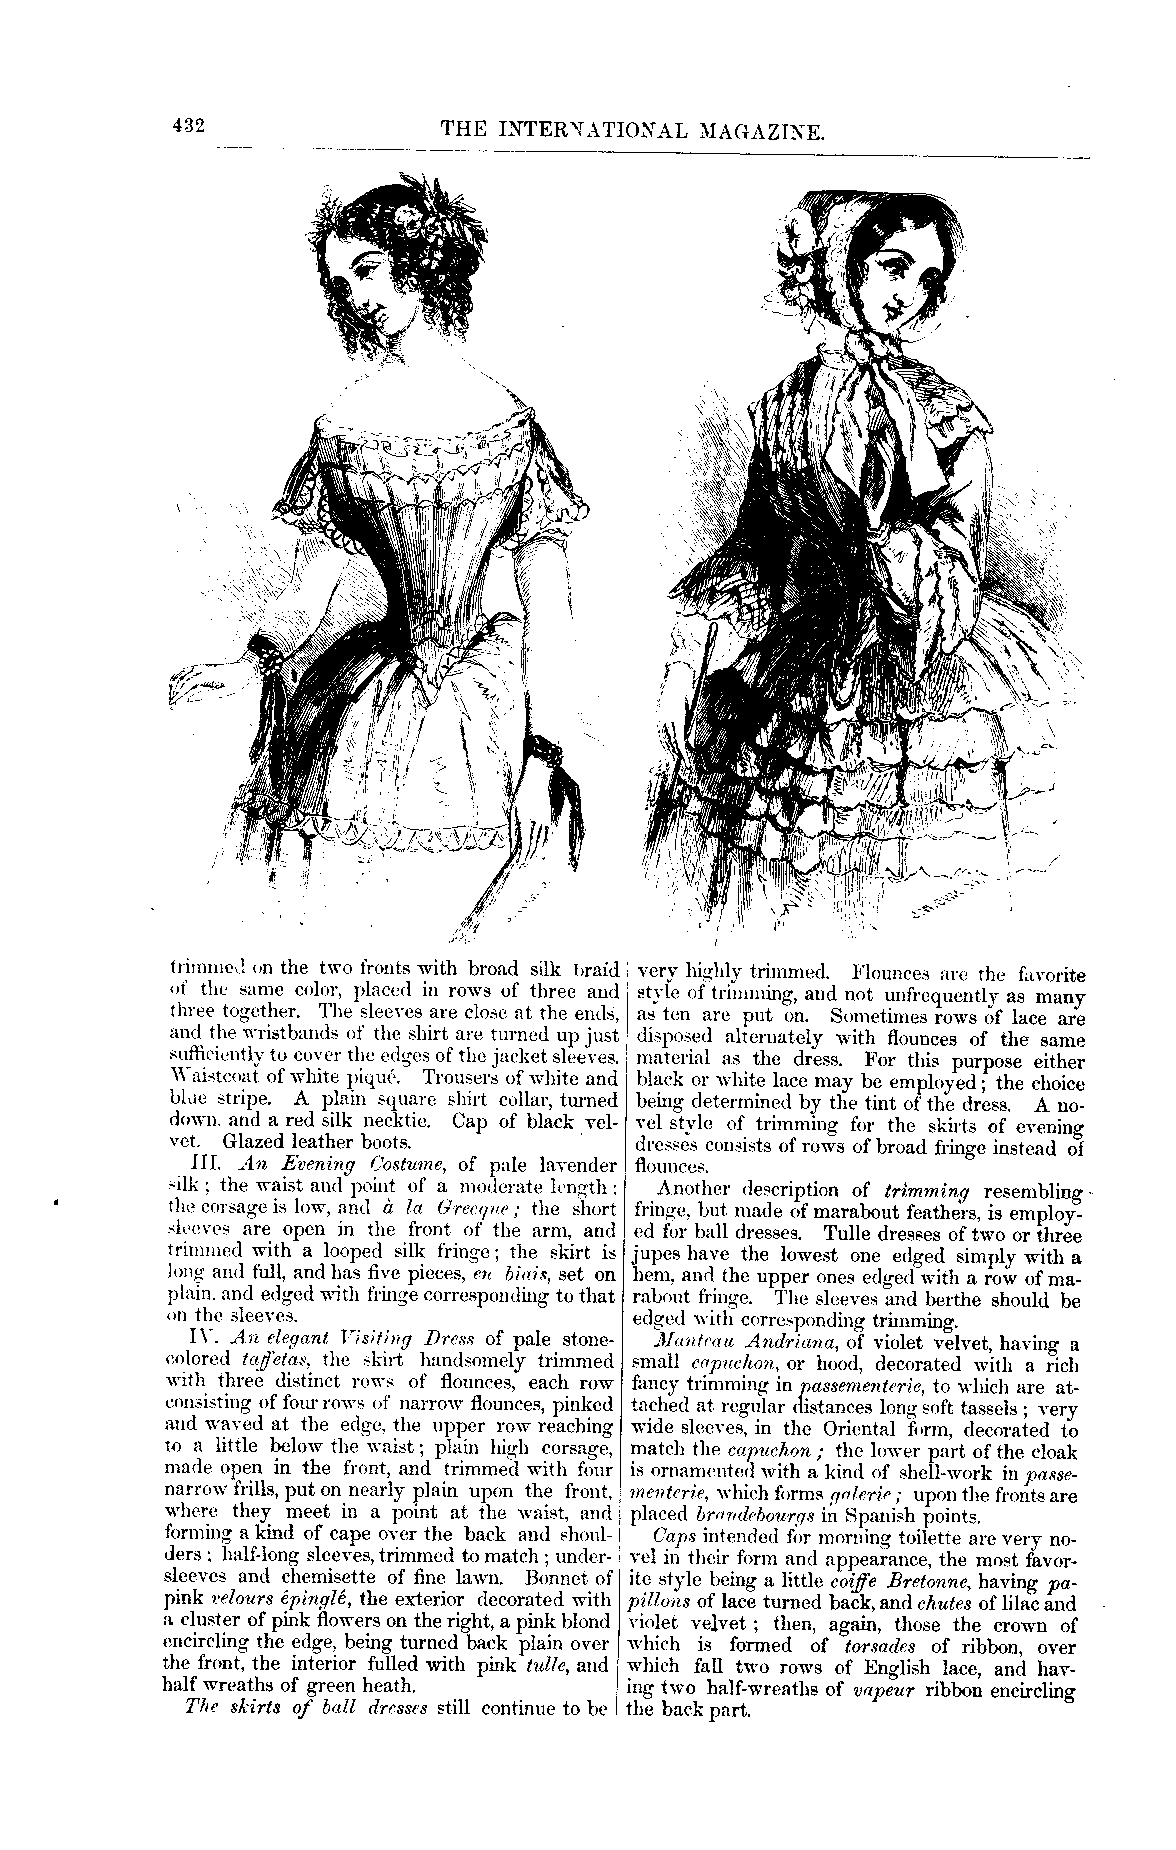 432
THE INTERNATIONAL MAGAZINE.
trimmed on the two fronts with broad silk braid
of the same color, placed in rows of three and
three together. The sleeves are close at the ends,
and the wristbands of the shirt are turned up just
sufficiently to cover the edges of the jacket sleeves.
Waistcoat of white piqué. Trousers of white and
blue stripe. A plain square shirt collar, turned
down, and a red silk necktie. Cap of black vel-
vet. Glazed leather boots.
III. An Evening Costume, of pale lavender
silk; the waist and point of a moderate length;
the corsage is low, and à la Grecque; the short
sleeves are open in the front of the arm, and
trimmed with a looped silk fringe; the skirt is
long and full, and has five pieces, en biais, set on
plain, and edged with fringe corresponding to that
on the sleeves.
IV. An elegant Visiting Dress of pale stone-
colored taffetas, the skirt handsomely trimmed
with three distinct rows of flounces, each row
consisting of four rows of narrow flounces, pinked
and waved at the edge, the upper row reaching
to a little below the waist; plain high corsage,
made open in the front, and trimmed with four
narrow frills, put on nearly plain upon the front,
where they meet in a point at the waist, and
forming a kind of cape over the back and shoul-
ders; half-long sleeves, trimmed to match; under-
sleeves and chemisette of fine lawn. Bonnet of
pink velours épinglé, the exterior decorated with
a cluster of pink flowers on the right, a pink blond
encircling the edge, being turned back plain over
the front, the interior fulled with pink tulle, and
half wreaths of green heath.
The skirts of ball dresses still continue to be
very highly trimmed. Flounces are the favorite
style of trimming, and not unfrequently as many
as ten are put on. Sometimes rows of lace are
disposed alternately with flounces of the same
material as the dress. For this purpose either
black or white lace may be employed; the choice
being determined by the tint of the dress. A no-
vel style of trimming for the skirts of evening
dresses consists of rows of broad fringe instead of
flounces.
Another description of trimming resembling
fringe, but made of marabout feathers, is employ-
ed for ball dresses. Tulle dresses of two or three
jupes have the lowest one edged simply with a
hem, and the upper ones edged with a row of ma-
rabout fringe. The sleeves and berthe should be
edged with corresponding trimming.
Manteau Andriana, of violet velvet, having a
small capuchon, or hood, decorated with a rich
fancy trimming in passementerie, to which are at-
tached at regular distances long soft tassels; very
wide sleeves, in the Oriental form, decorated to
match the capuchon; the lower part of the cloak
is ornamented with a kind of shell-work in passe-
menterie, which forms galerie; upon the fronts are
placed brandebourgs in Spanish points.
Caps intended for morning toilette are very no-
vel in their form and appearance, the most favor-
ite style being a little coiffe Bretonne, having pa-
pillons of lace turned back, and chutes of lilac and
violet velvet; then, again, those the crown of
which is formed of torsades of ribbon, over
which fall two rows of English lace, and hav-
ing two half-wreaths of vapeur ribbon encircling
the back part.